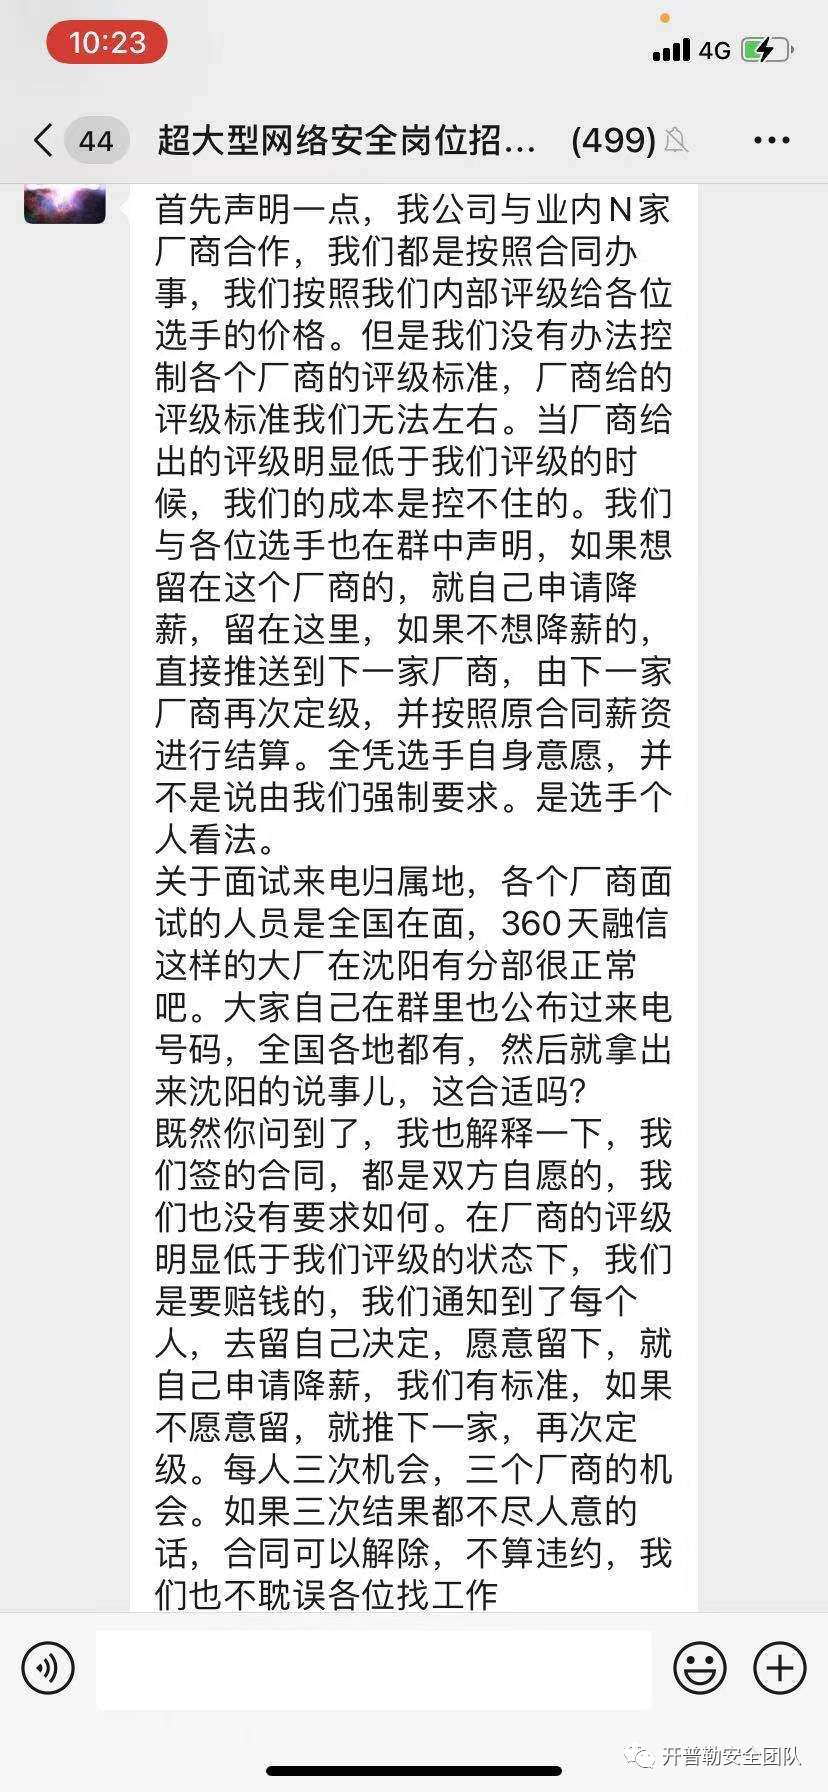 10:23
4G
44
超大型网络安全岗位招... (499)
首先声明一点，我公司与业内N家
厂商合作，我们都是按照合同办
事，我们按照我们内部评级给各位
选手的价格。但是我们没有办法控
制各个厂商的评级标准，厂商给的
评级标准我们无法左右。当厂商给
出的评级明显低于我们评级的时
候，我们的成本是控不住的。我们
与各位选手也在群中声明，如果想
留在这个厂商的，就自己申请降
薪，留在这里，如果不想降薪的，
直接推送到下一家厂商，由下一家
厂商再次定级，并按照原合同薪资
进行结算。全凭选手自身意愿，并
不是说由我们强制要求。是选手个
人看法。
关于面试来电归属地，各个厂商面
试的人员是全国在面，360天融信
这样的大厂在沈阳有分部很正常
吧。大家自己在群里也公布过来电
号码，全国各地都有，然后就拿出
来沈阳的说事儿，这合适吗?
既然你问到了，我也解释一下，我
们签的合同，都是双方自愿的，我
们也没有要求如何。在厂商的评级
明显低于我们评级的状态下，我们
是要赔钱的，我们通知到了每个
人，去留自己决定，愿意留下，就
自己申请降薪，我们有标准，如果
不愿意留，就推下一家，再次定
级。每人三次机会，三个厂商的机
会。如果三次结果都不尽人意的
话，合同可以解除，不算违约，我
们也不耽误各位找工作
开普勒安全团队